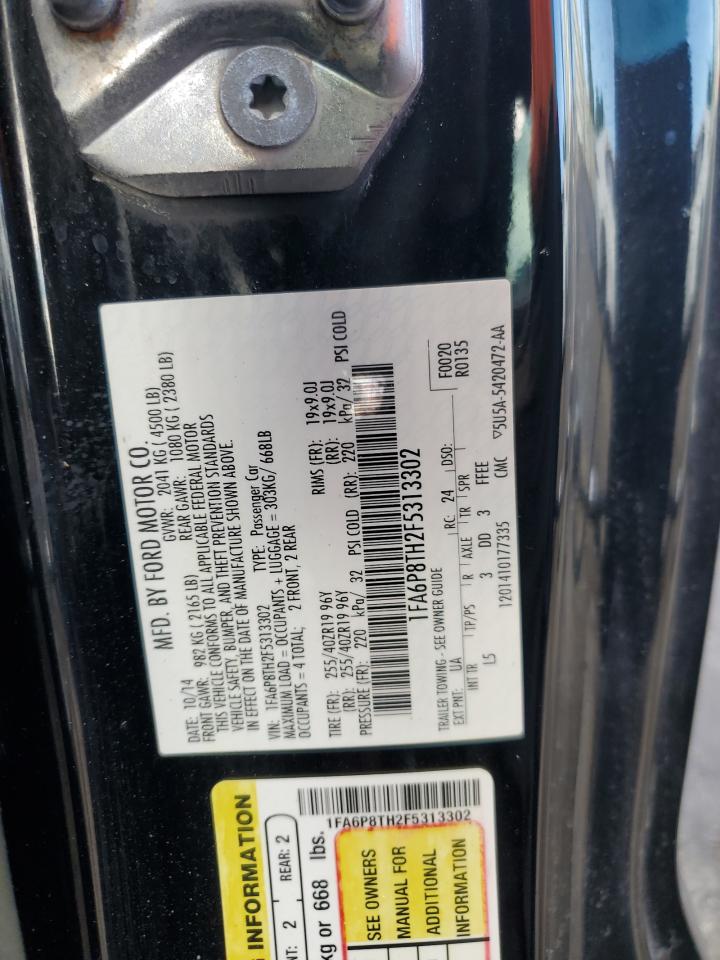 MFD. BY FORD MOTOR CO.
DATE: 10/14 GVWR: 2041 KG ( 4500 LB)
FRONT GAWR: 982 KG ( 2165 LB) REAR GAWR: 1080 KG ( 2380 LB)
THIS VEHICLE CONFORMS TO ALL APPLICABLE FEDERAL MOTOR
VEHICLE SAFETY, BUMPER, AND THEFT PREVENTION STANDARDS
IN EFFECT ON THE DATE OF MANUFACTURE SHOWN ABOVE.
VIN: 1FA6P8TH2F5313302 TYPE: Passenger Car
MAXIMUM LOAD = OCCUPANTS + LUGGAGE = 303KG/ 668LB
OCCUPANTS = 4 TOTAL; 2 FRONT, 2 REAR
TIRE (FR): 255/40ZR19 96Y RIMS (FR): 19x9.0J
(RR): 255/40ZR19 96Y (RR): 19x9.0J
PRESSURE (FR): 220 kPa/ 32 PSI COLD (RR): 220 kPa/ 32 PSI COLD
1FA6P8TH2F5313302
TRAILER TOWING - SEE OWNER GUIDE F0020
EXT PNT: UA RC: 24 DSO: R0135
INT TR TP/PS R AXLE TR SPR
L5 3 DD 3 FFEE
1201410177335 CMC ▽5U5A-5420472-AA
INFORMATION
2 REAR: 2
kg or 668 lbs.
1FA6P8TH2F5313302
SEE OWNERS
MANUAL FOR
ADDITIONAL
INFORMATION